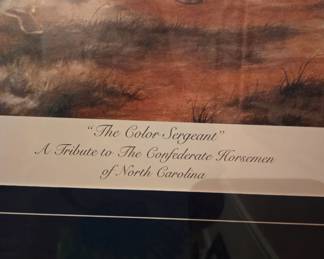 "The Color Sergeant"
A Tribute to The Confederate Horsemen
of North Carolina